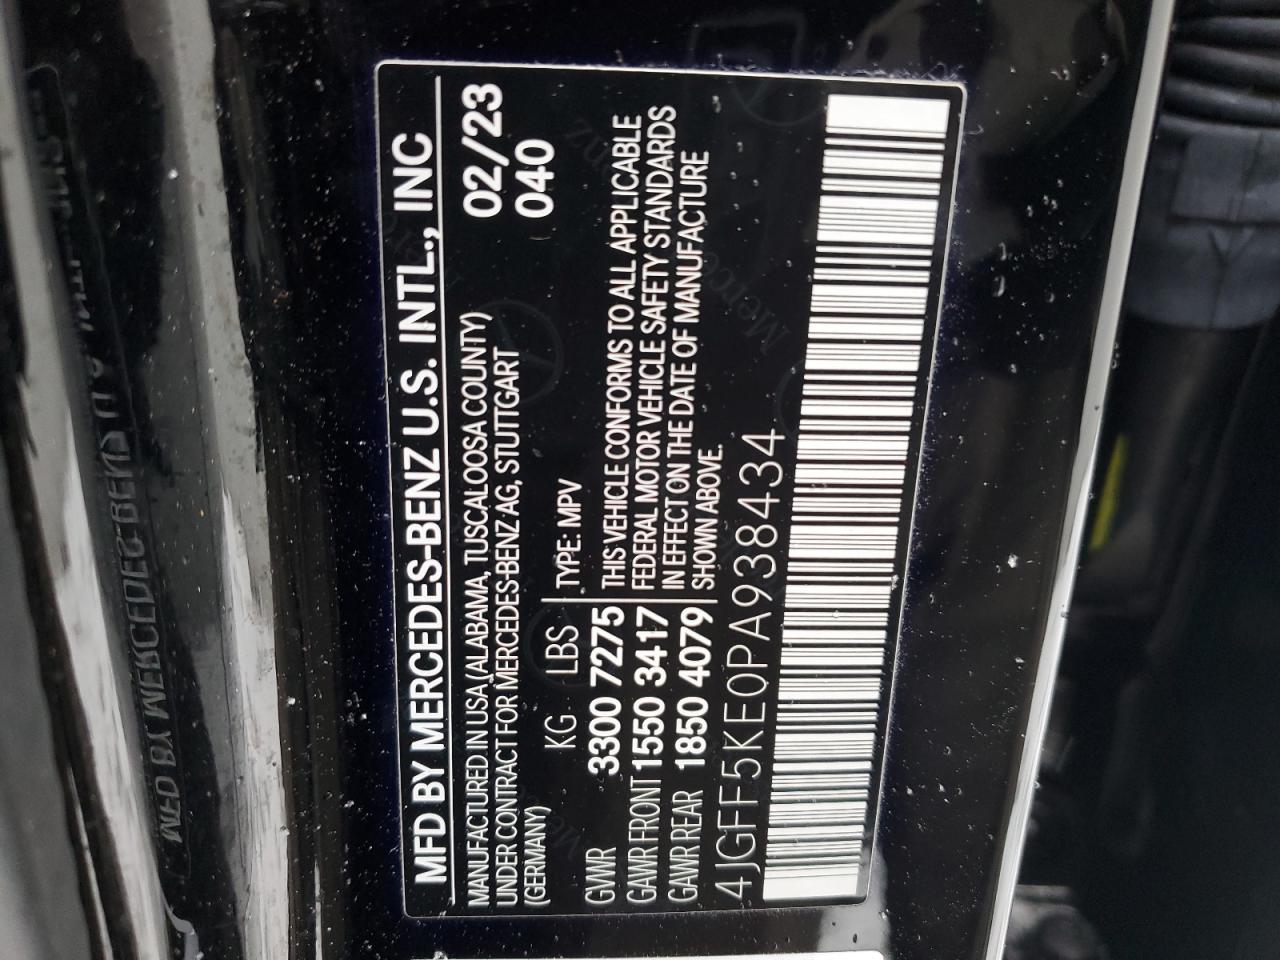 MFD BY MERCEDES-BENZ U.S. INTL., INC
MANUFACTURED IN USA (ALABAMA, TUSCALOOSA COUNTY)
UNDER CONTRACT FOR MERCEDES-BENZ AG, STUTTGART
(GERMANY)
02/23
040
KG LBS
GVWR 3300 7275
GAWR FRONT 1550 3417
GAWR REAR 1850 4079
TYPE: MPV
THIS VEHICLE CONFORMS TO ALL APPLICABLE
FEDERAL MOTOR VEHICLE SAFETY STANDARDS
IN EFFECT ON THE DATE OF MANUFACTURE
SHOWN ABOVE.
4JGFF5KE0PA938434